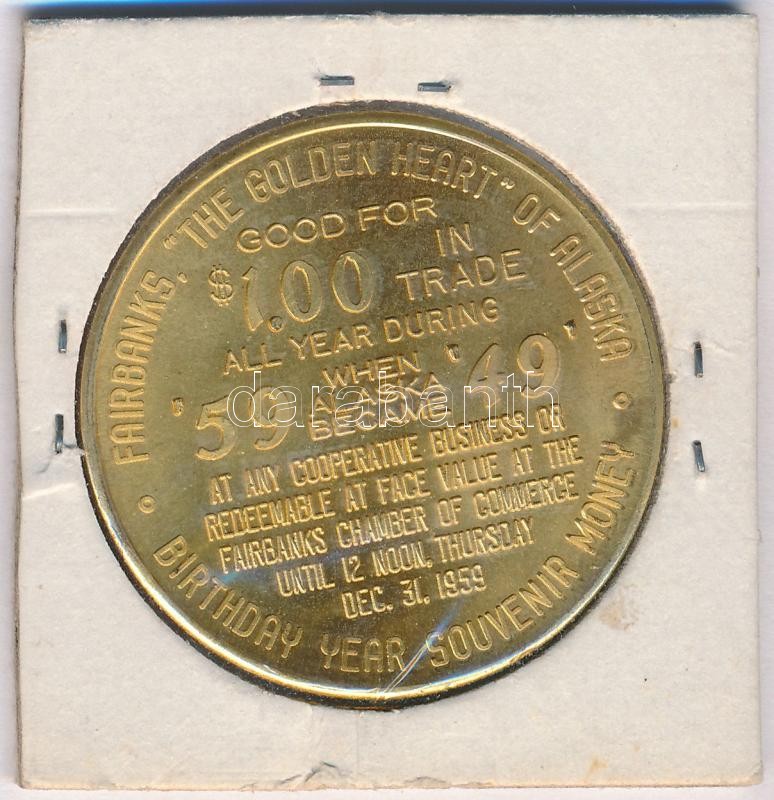 FAIRBANKS, "THE GOLDEN HEART" OF ALASKA
GOOD FOR
$1.00 IN TRADE
ALL YEAR DURING
'59 WHEN ALASKA BECAME '49'
AT ANY COOPERATIVE BUSINESS OR
REDEEMABLE AT FACE VALUE AT THE
FAIRBANKS CHAMBER OF COMMERCE
UNTIL 12 NOON, THURSDAY
DEC. 31, 1959
BIRTHDAY YEAR SOUVENIR MONEY
darabanth